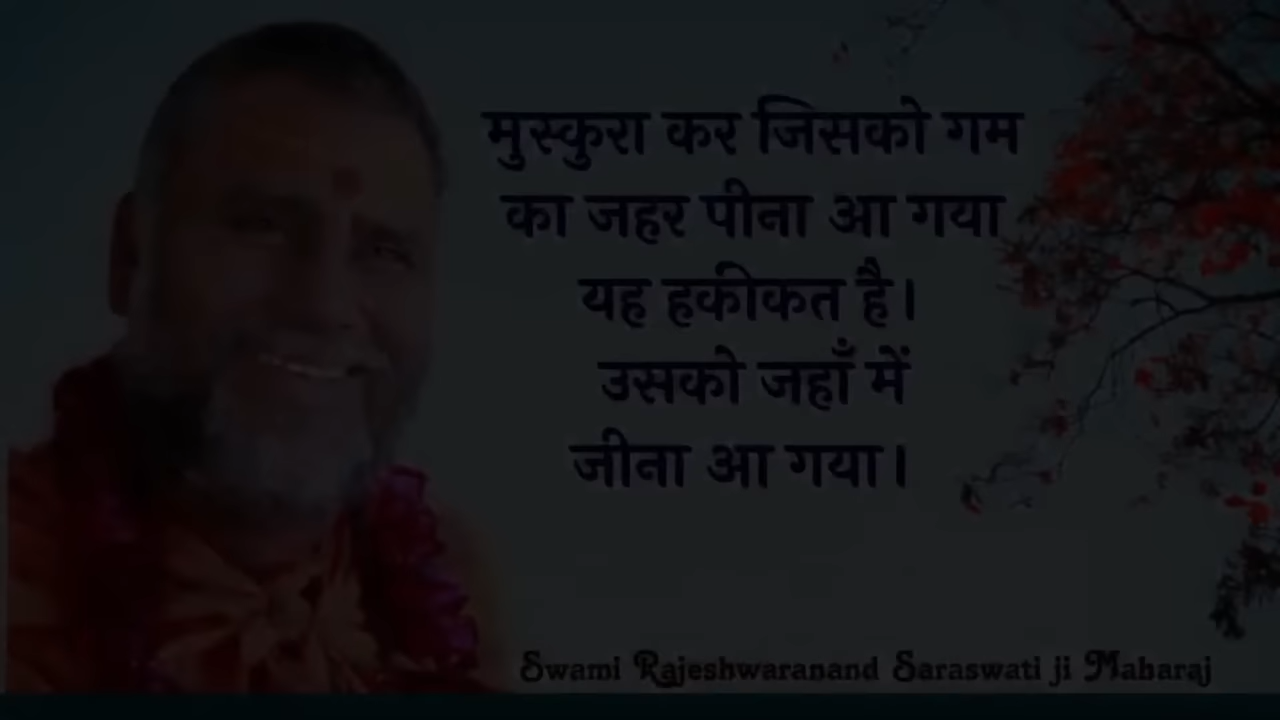 मुस्कुरा कर जिसको गम
का जहर पीना आ गया
यह हकीकत है।
उसको जहाँ में
जीना आ गया।
Swami Rajeshwaranand Saraswati ji Maharaj